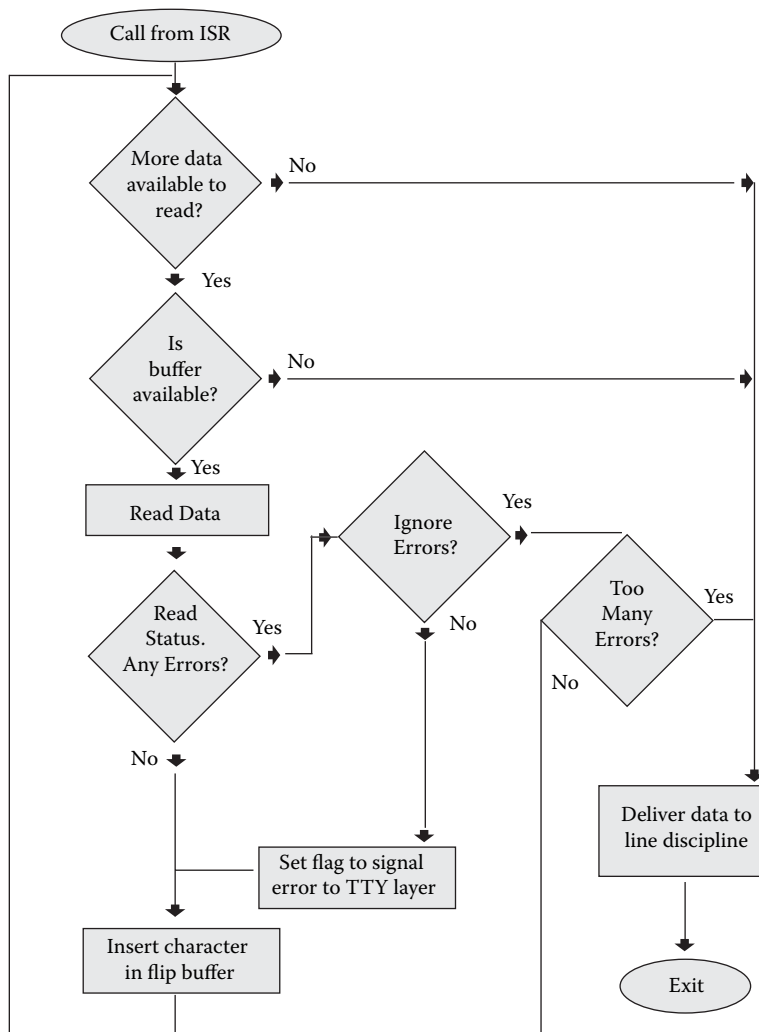 Call from ISR
More data
available to
read?
No
Yes
Is
buffer
available?
No
Yes
Read Data
Ignore
Errors?
Yes
No
Too
Many
Errors?
Yes
No
Read
Status.
Any Errors?
Yes
No
Deliver data to
line discipline
Set flag to signal
error to TTY layer
Insert character
in flip buffer
Exit